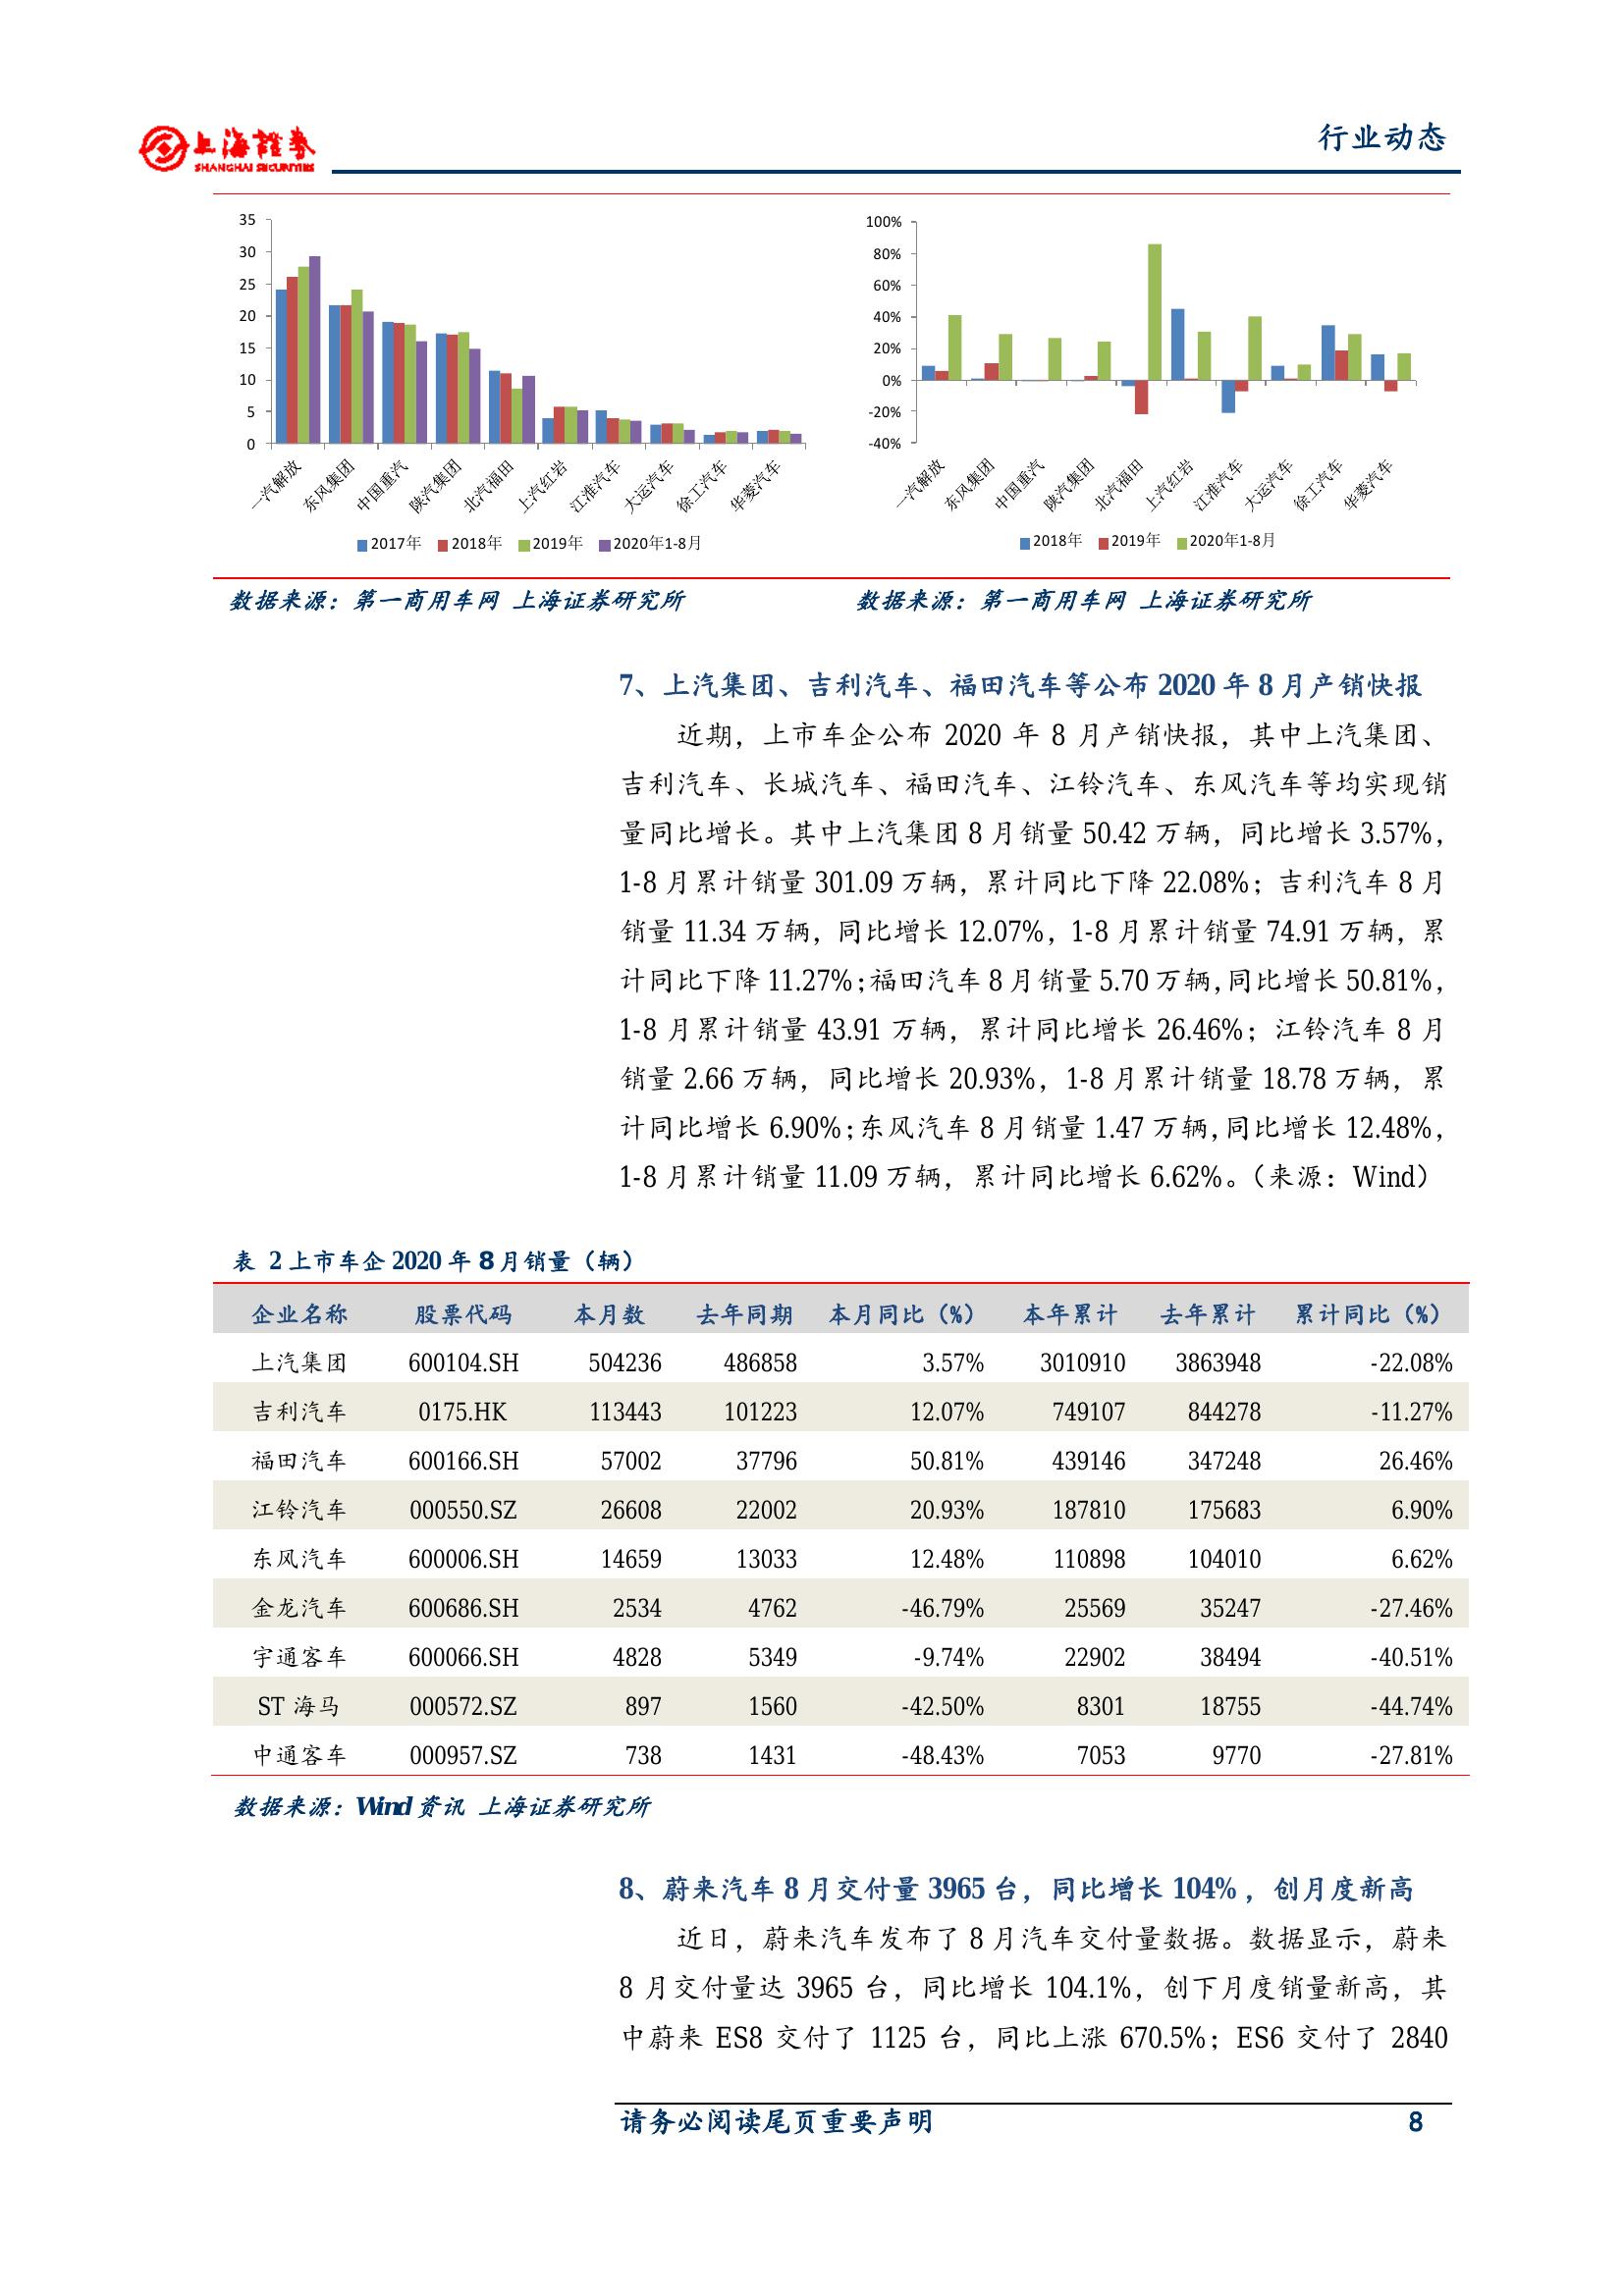 上海證券
SHANGHAI SECURITIES
行业动态
35
30
25
20
15
10
5
0
一汽解放 东风集团 中国重汽 陕汽集团 北汽福田 上汽红岩 江淮汽车 大运汽车 徐工汽车 华菱汽车
2017年 2018年 2019年 2020年1-8月
100%
80%
60%
40%
20%
0%
-20%
-40%
一汽解放 东风集团 中国重汽 陕汽集团 北汽福田 上汽红岩 江淮汽车 大运汽车 徐工汽车 华菱汽车
2018年 2019年 2020年1-8月
数据来源：第一商用车网 上海证券研究所
数据来源：第一商用车网 上海证券研究所
7、上汽集团、吉利汽车、福田汽车等公布 2020 年 8 月产销快报
近期，上市车企公布 2020 年 8 月产销快报，其中上汽集团、
吉利汽车、长城汽车、福田汽车、江铃汽车、东风汽车等均实现销
量同比增长。其中上汽集团 8 月销量 50.42 万辆，同比增长 3.57%，
1-8 月累计销量 301.09 万辆，累计同比下降 22.08%；吉利汽车 8 月
销量 11.34 万辆，同比增长 12.07%，1-8 月累计销量 74.91 万辆，累
计同比下降 11.27%；福田汽车 8 月销量 5.70 万辆，同比增长 50.81%，
1-8 月累计销量 43.91 万辆，累计同比增长 26.46%；江铃汽车 8 月
销量 2.66 万辆，同比增长 20.93%，1-8 月累计销量 18.78 万辆，累
计同比增长 6.90%；东风汽车 8 月销量 1.47 万辆，同比增长 12.48%，
1-8 月累计销量 11.09 万辆，累计同比增长 6.62%。（来源：Wind）
表 2 上市车企 2020 年 8 月销量（辆）
企业名称 股票代码 本月数 去年同期 本月同比（%） 本年累计 去年累计 累计同比（%）
上汽集团 600104.SH 504236 486858 3.57% 3010910 3863948 -22.08%
吉利汽车 0175.HK 113443 101223 12.07% 749107 844278 -11.27%
福田汽车 600166.SH 57002 37796 50.81% 439146 347248 26.46%
江铃汽车 000550.SZ 26608 22002 20.93% 187810 175683 6.90%
东风汽车 600006.SH 14659 13033 12.48% 110898 104010 6.62%
金龙汽车 600686.SH 2534 4762 -46.79% 25569 35247 -27.46%
宇通客车 600066.SH 4828 5349 -9.74% 22902 38494 -40.51%
ST 海马 000572.SZ 897 1560 -42.50% 8301 18755 -44.74%
中通客车 000957.SZ 738 1431 -48.43% 7053 9770 -27.81%
数据来源：Wind 资讯 上海证券研究所
8、蔚来汽车 8 月交付量 3965 台，同比增长 104%，创月度新高
近日，蔚来汽车发布了 8 月汽车交付量数据。数据显示，蔚来
8 月交付量达 3965 台，同比增长 104.1%，创下月度销量新高，其
中蔚来 ES8 交付了 1125 台，同比上涨 670.5%；ES6 交付了 2840
请务必阅读尾页重要声明
8